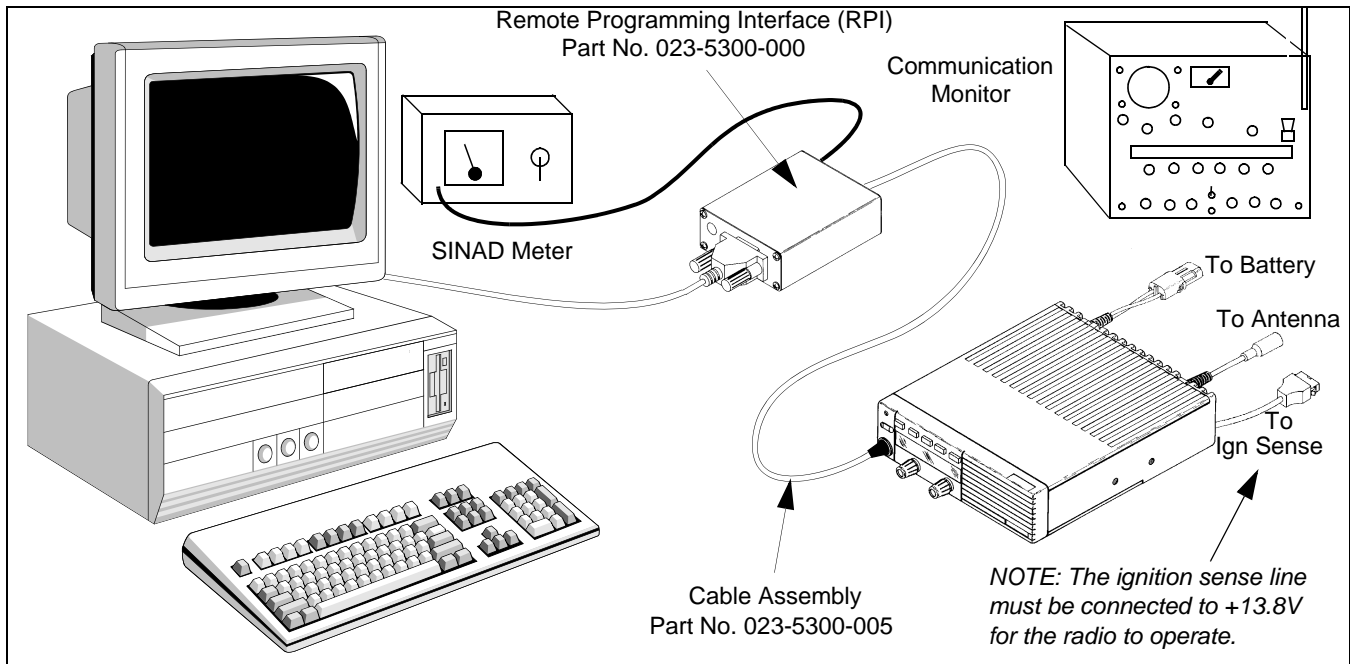 Remote Programming Interface (RPI)
Part No. 023-5300-000
Communication
Monitor
SINAD Meter
To Battery
To Antenna
To
Ign Sense
Cable Assembly
Part No. 023-5300-005
NOTE: The ignition sense line
must be connected to +13.8V
for the radio to operate.